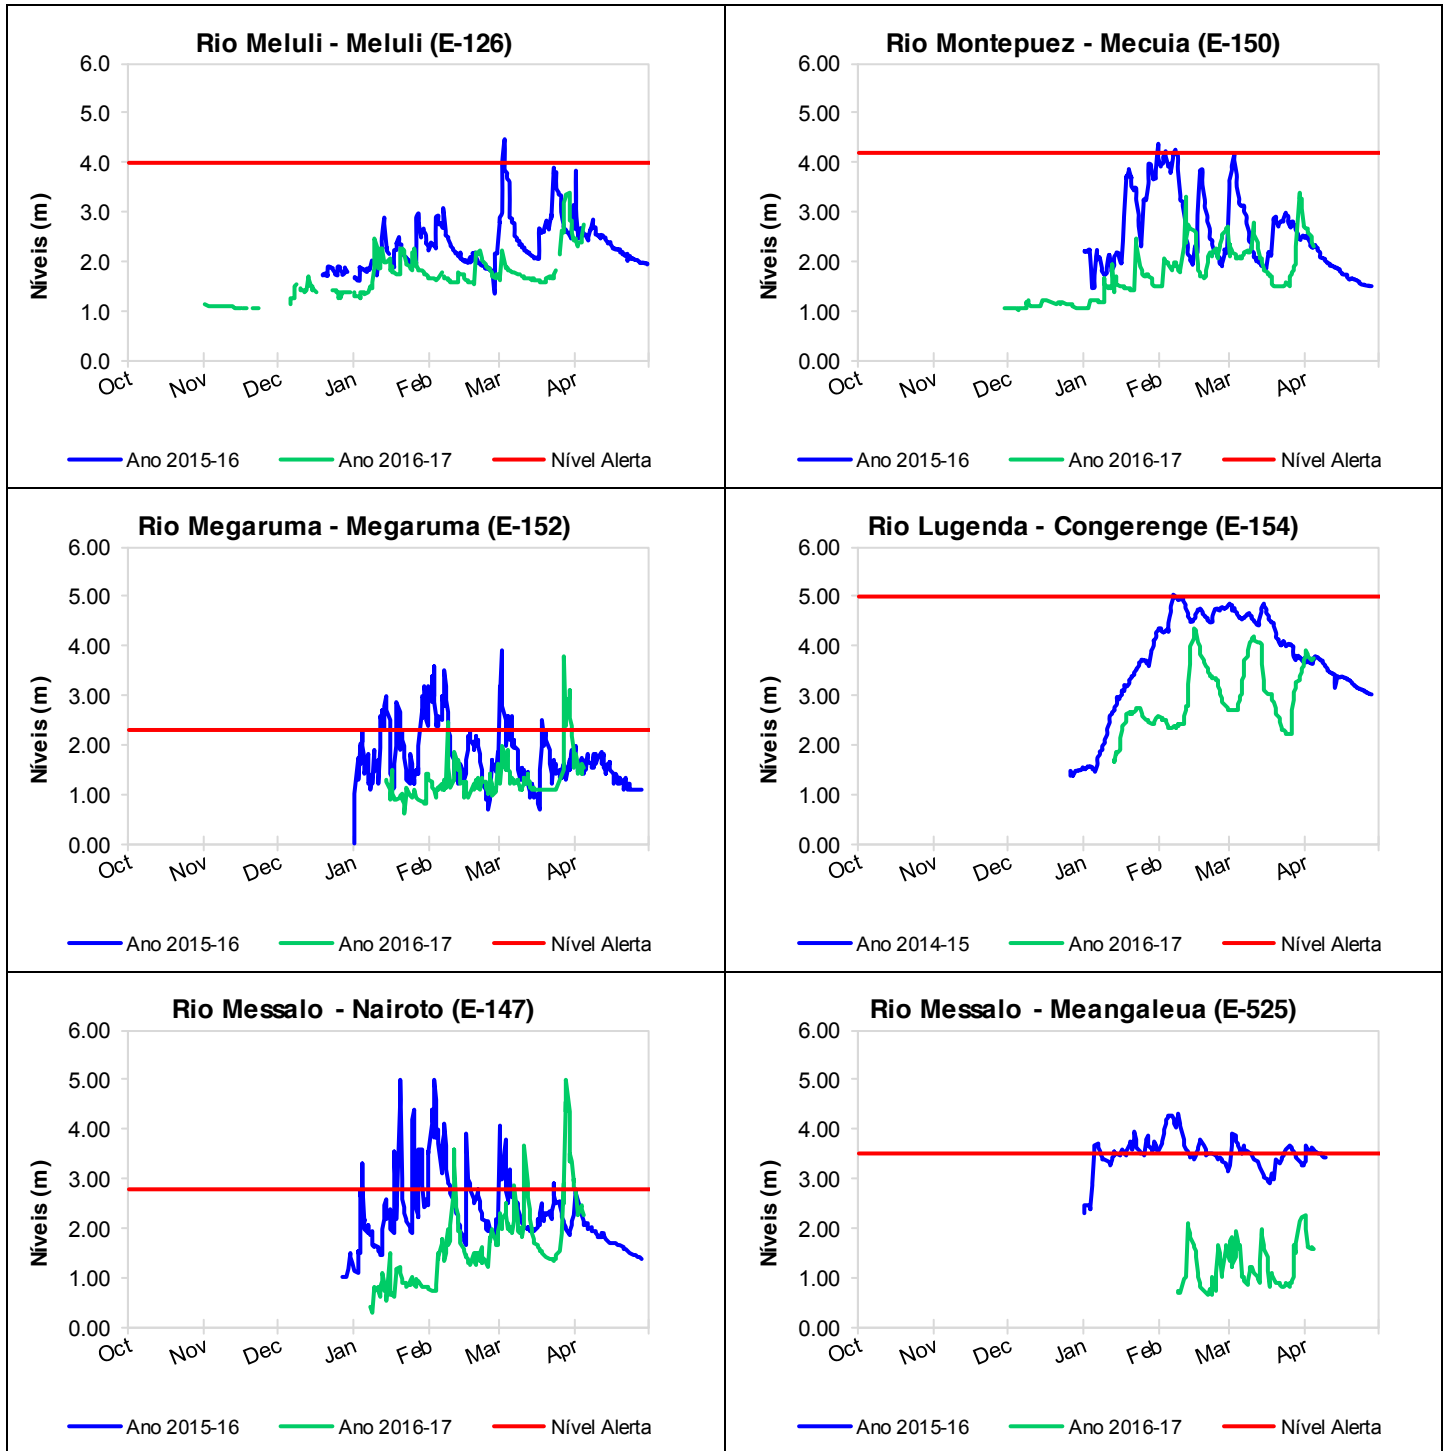 Rio Meluli - Meluli (E-126)
Níveis (m)
6.0
5.0
4.0
3.0
2.0
1.0
0.0
Oct Nov Dec Jan Feb Mar Apr
Ano 2015-16 Ano 2016-17 Nível Alerta
Rio Montepuez - Mecuia (E-150)
Níveis (m)
6.00
5.00
4.00
3.00
2.00
1.00
0.00
Oct Nov Dec Jan Feb Mar Apr
Ano 2015-16 Ano 2016-17 Nível Alerta
Rio Megaruma - Megaruma (E-152)
Níveis (m)
6.00
5.00
4.00
3.00
2.00
1.00
0.00
Oct Nov Dec Jan Feb Mar Apr
Ano 2015-16 Ano 2016-17 Nível Alerta
Rio Lugenda - Congerenge (E-154)
Níveis (m)
6.00
5.00
4.00
3.00
2.00
1.00
0.00
Oct Nov Dec Jan Feb Mar Apr
Ano 2014-15 Ano 2016-17 Nível Alerta
Rio Messalo - Nairoto (E-147)
Níveis (m)
6.00
5.00
4.00
3.00
2.00
1.00
0.00
Oct Nov Dec Jan Feb Mar Apr
Ano 2015-16 Ano 2016-17 Nível Alerta
Rio Messalo - Meangaleua (E-525)
Níveis (m)
6.00
5.00
4.00
3.00
2.00
1.00
0.00
Oct Nov Dec Jan Feb Mar Apr
Ano 2015-16 Ano 2016-17 Nível Alerta